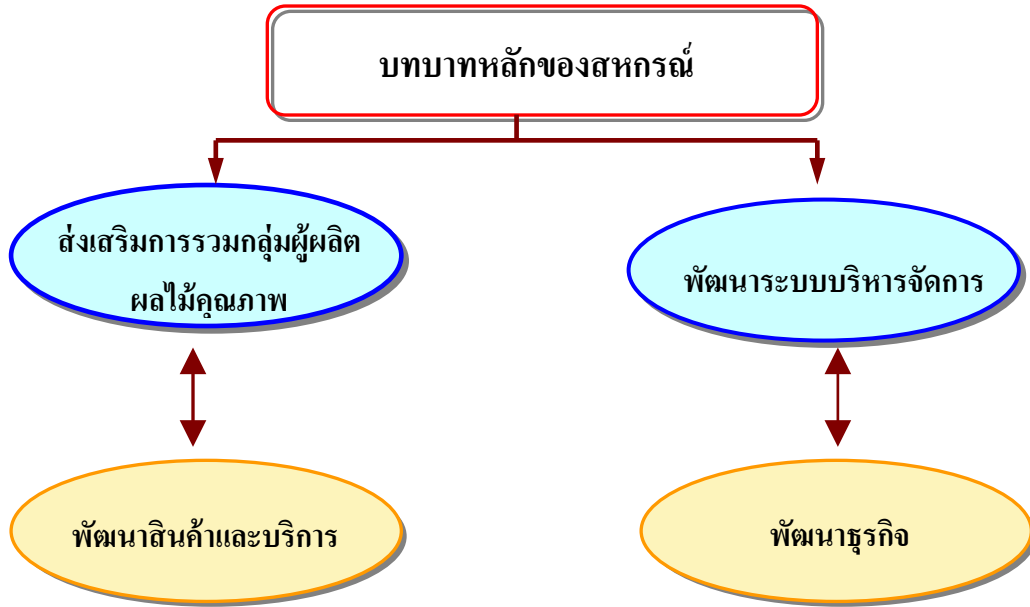 บทบาทหลักของสหกรณ์
ส่งเสริมการรวมกลุ่มผู้ผลิต
ผลไม้คุณภาพ
พัฒนาระบบบริหารจัดการ
พัฒนาสินค้าและบริการ
พัฒนาธุรกิจ